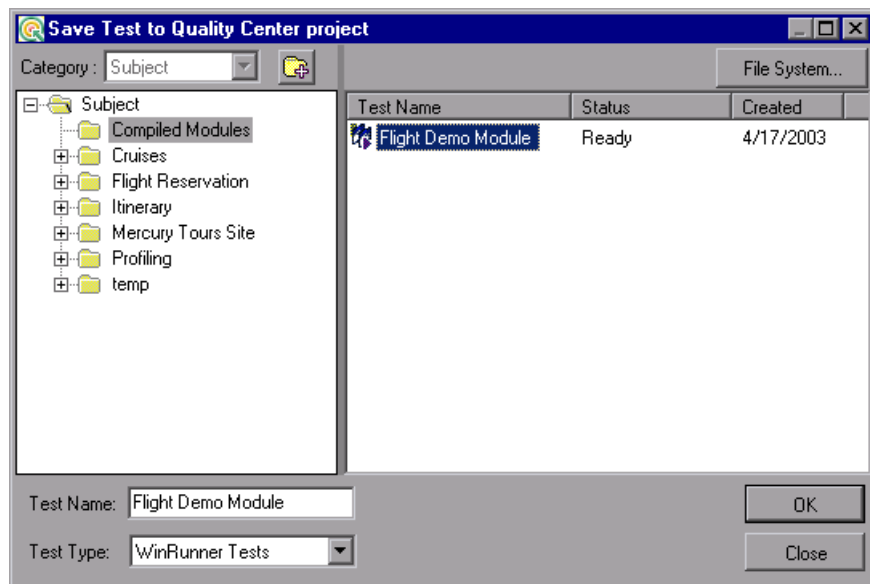 Save Test to Quality Center project
Category : Subject
File System...
Subject
Compiled Modules
Cruises
Flight Reservation
Itinerary
Mercury Tours Site
Profiling
temp
Test Name Status Created
Flight Demo Module Ready 4/17/2003
Test Name: Flight Demo Module
OK
Test Type: WinRunner Tests
Close